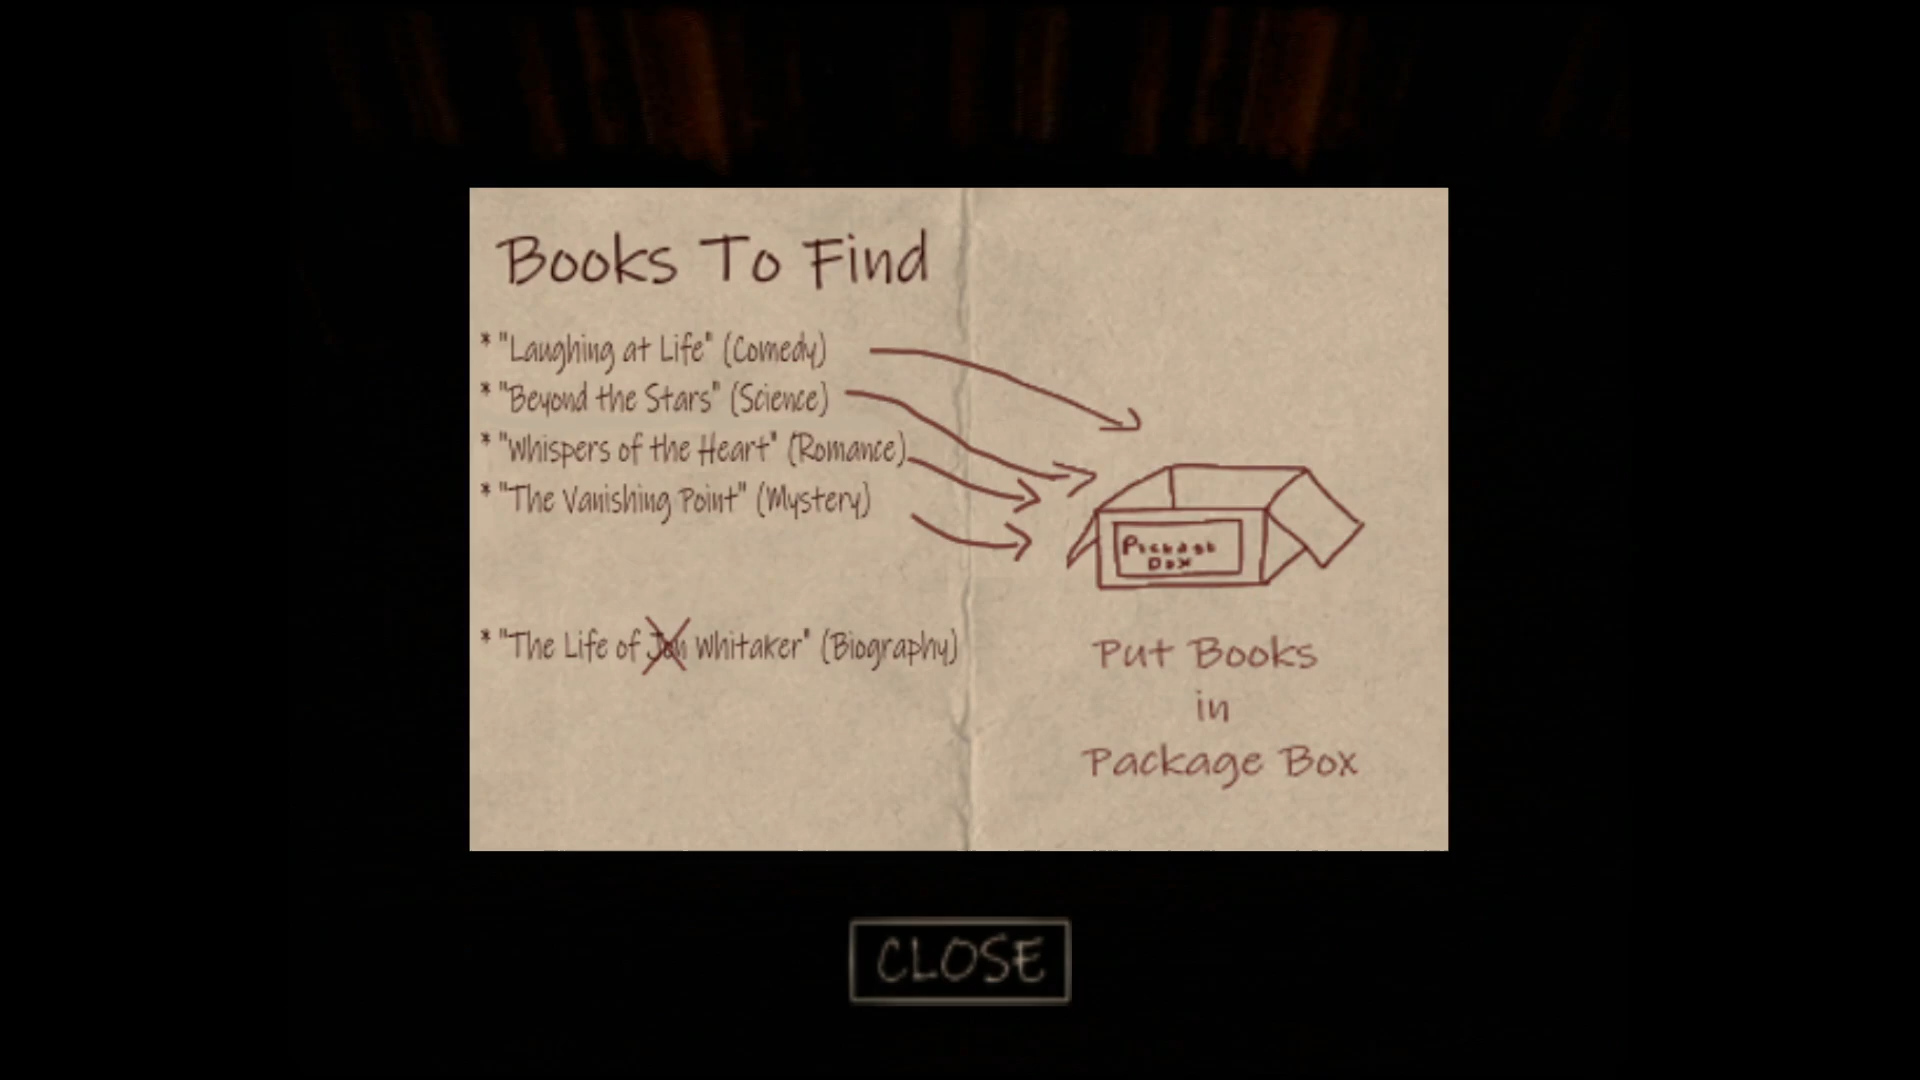 Books To Find
* "Laughing at Life" (Comedy)
* "Beyond the Stars" (Science)
* "Whispers of the Heart" (Romance)
* "The Vanishing Point" (Mystery)
* "The Life of Jon Whitaker" (Biography)
Package
Box
Put Books
in
Package Box
CLOSE